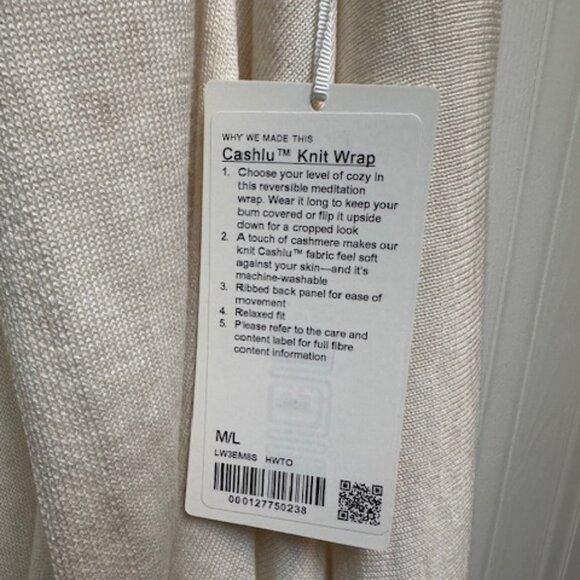 WHY WE MADE THIS
Cashlu™ Knit Wrap
1. Choose your level of cozy in
this reversible meditation
wrap. Wear it long to keep your
bum covered or flip it upside
down for a cropped look
2. A touch of cashmere makes our
knit Cashlu™ fabric feel soft
against your skin—and it's
machine-washable
3. Ribbed back panel for ease of
movement
4. Relaxed fit
5. Please refer to the care and
content label for full fibre
content information
M/L
LW3EM8S HWTO
000127750238